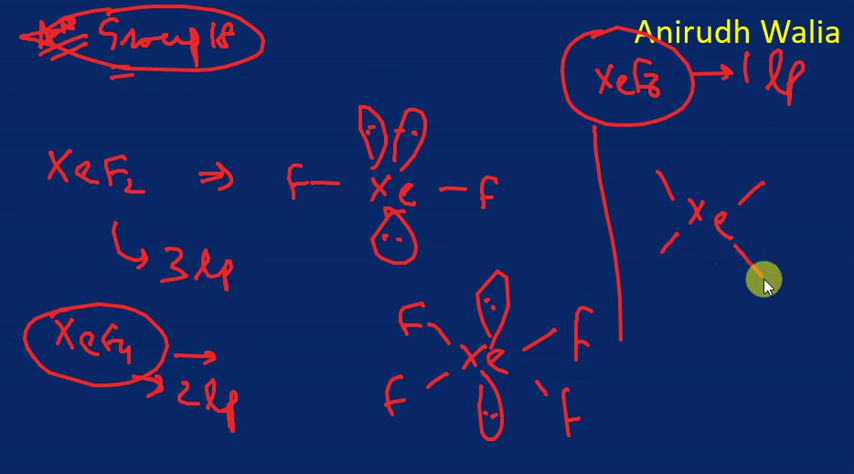 Group 18
Anirudh Walia
XeF6 → 1 lp
XeF2 ⇒ F — Xe — F
3 lp
Xe
XeF4 →
2 lp
F F
Xe
F F